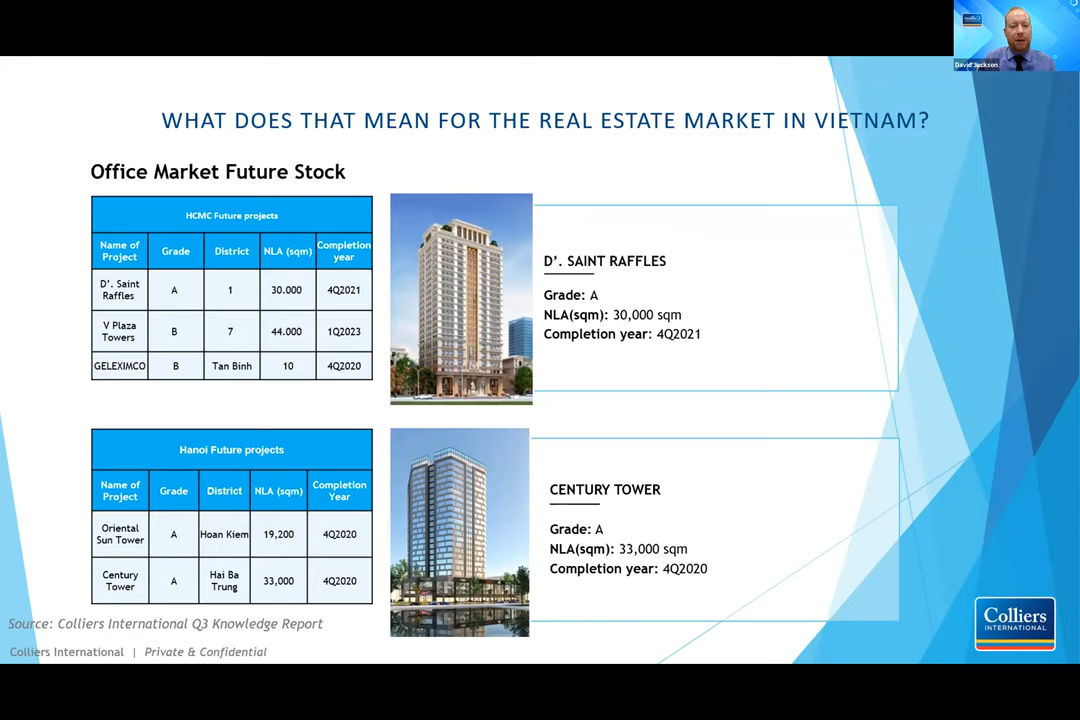 colliers
David Jackson
WHAT DOES THAT MEAN FOR THE REAL ESTATE MARKET IN VIETNAM?
Office Market Future Stock
HCMC Future projects
Name of Project Grade District NLA (sqm) Completion year
D’. Saint Raffles A 1 30.000 4Q2021
V Plaza Towers B 7 44.000 1Q2023
GELEXIMCO B Tan Binh 10 4Q2020
D’. SAINT RAFFLES
Grade: A
NLA(sqm): 30,000 sqm
Completion year: 4Q2021
Hanoi Future projects
Name of Project Grade District NLA (sqm) Completion Year
Oriental Sun Tower A Hoan Kiem 19,200 4Q2020
Century Tower A Hai Ba Trung 33,000 4Q2020
CENTURY TOWER
Grade: A
NLA(sqm): 33,000 sqm
Completion year: 4Q2020
Source: Colliers International Q3 Knowledge Report
Colliers International | Private & Confidential
Colliers
INTERNATIONAL